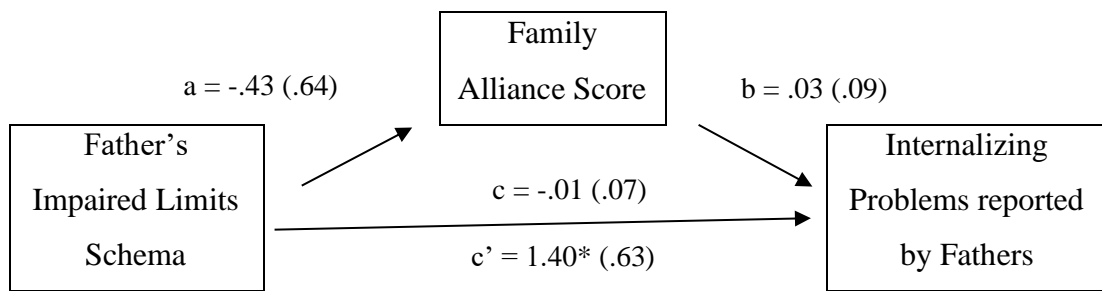 Family
Alliance Score
a = -.43 (.64)
b = .03 (.09)
Father’s
Impaired Limits
Schema
c = -.01 (.07)
c’ = 1.40* (.63)
Internalizing
Problems reported
by Fathers